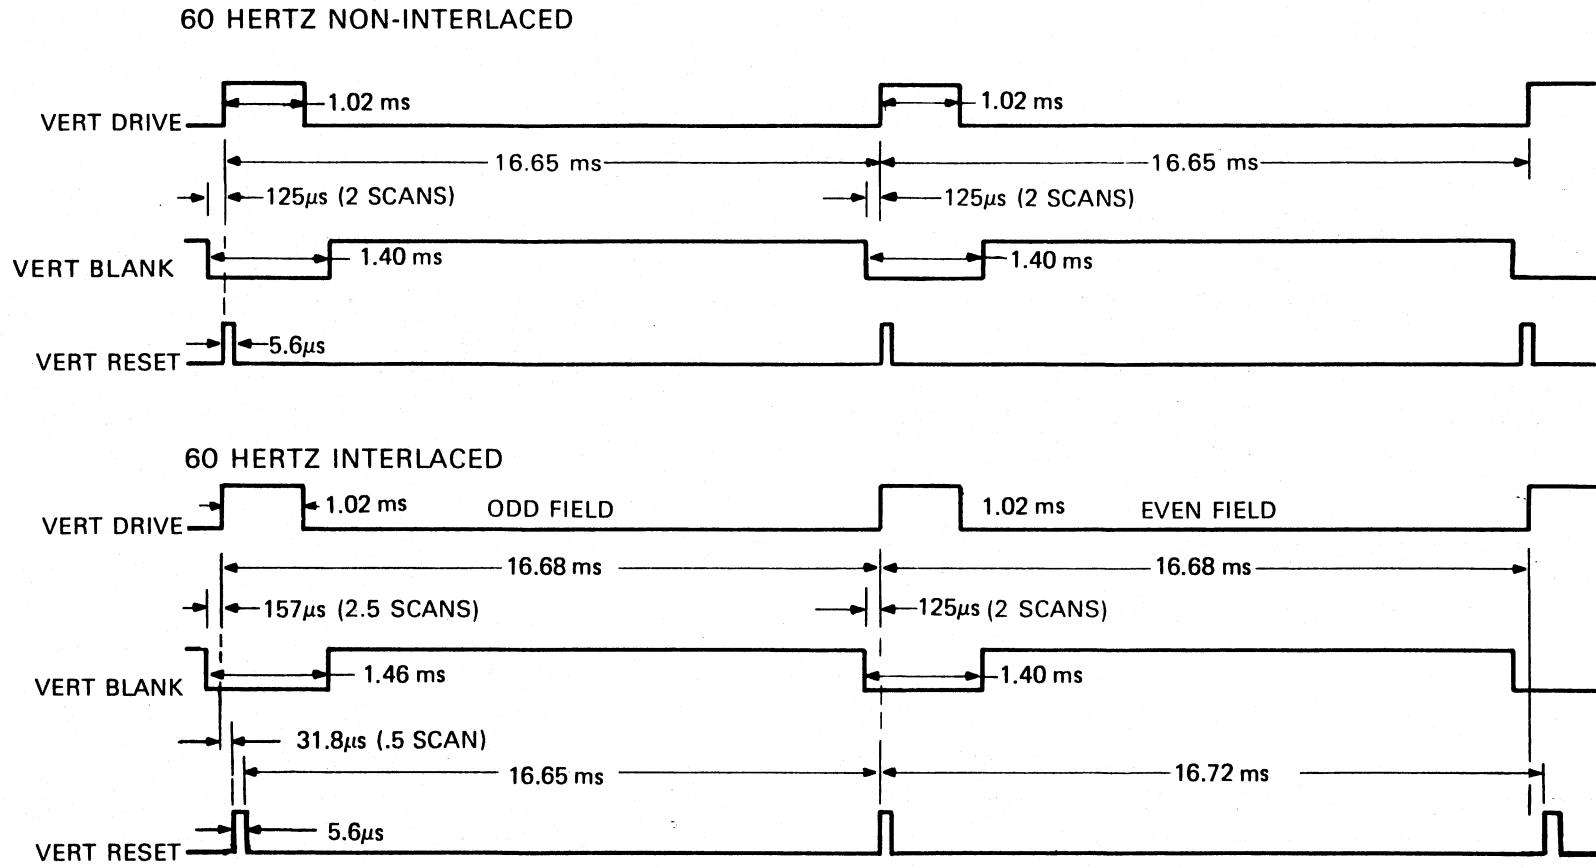 60 HERTZ NON-INTERLACED
1.02 ms
1.02 ms
VERT DRIVE
16.65 ms
16.65 ms
125μs (2 SCANS)
125μs (2 SCANS)
1.40 ms
1.40 ms
VERT BLANK
5.6μs
VERT RESET
60 HERTZ INTERLACED
1.02 ms
ODD FIELD
1.02 ms
EVEN FIELD
VERT DRIVE
16.68 ms
16.68 ms
157μs (2.5 SCANS)
125μs (2 SCANS)
1.46 ms
1.40 ms
VERT BLANK
31.8μs (.5 SCAN)
16.65 ms
16.72 ms
5.6μs
VERT RESET